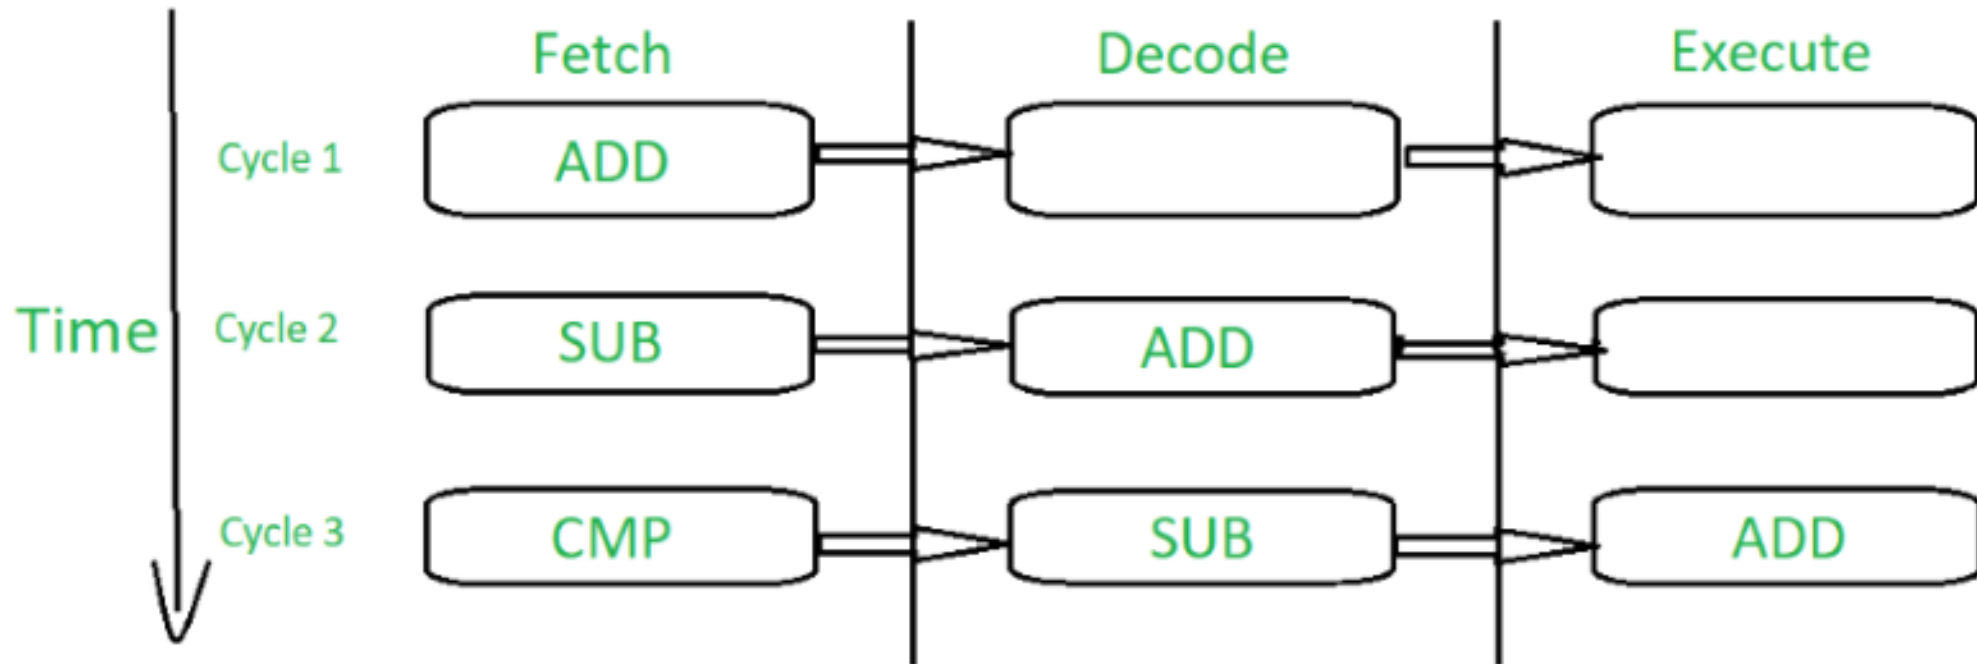 Fetch Decode Execute
Cycle 1 ADD
Time Cycle 2 SUB ADD
Cycle 3 CMP SUB ADD